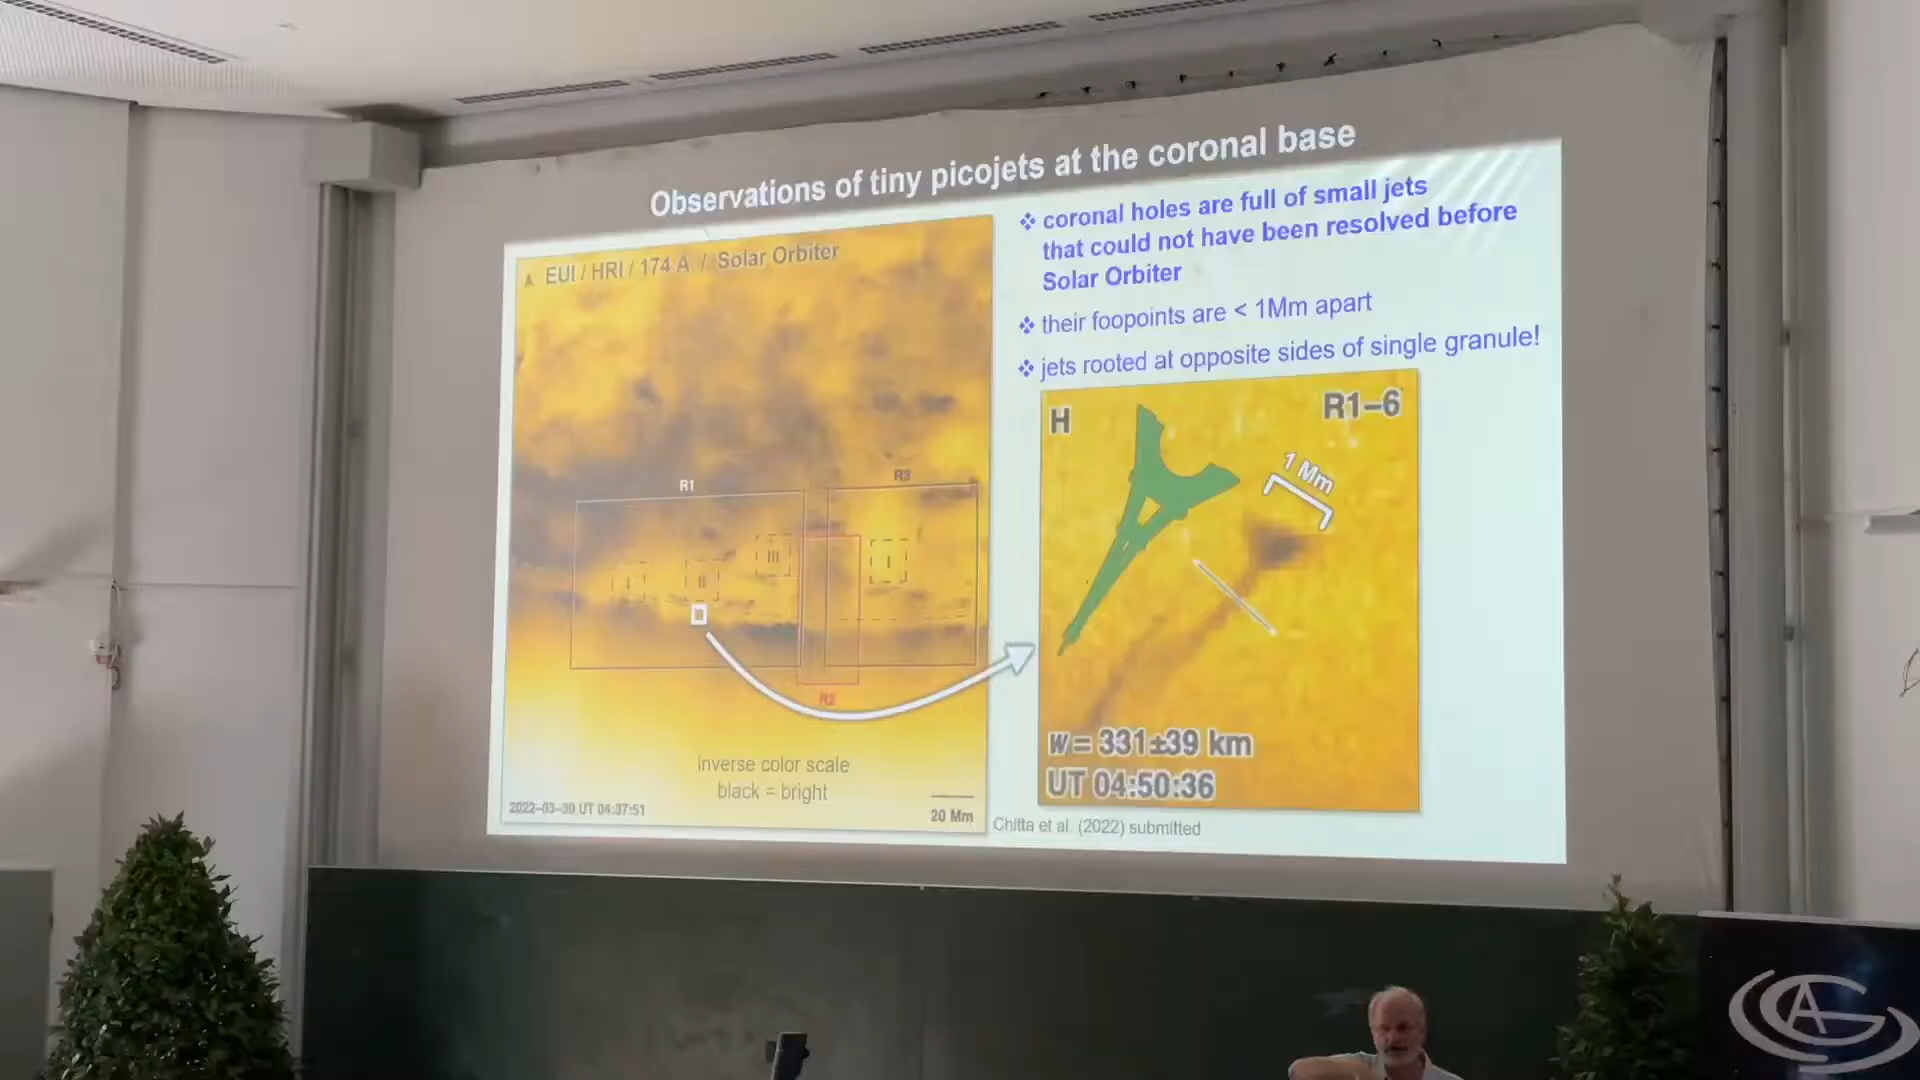 Observations of tiny picojets at the coronal base
EUI / HRI / 174 A / Solar Orbiter
R1
R3
I
II
III
I
R2
inverse color scale
black = bright
2022-03-30 UT 04:37:51
20 Mm
❖ coronal holes are full of small jets
that could not have been resolved before
Solar Orbiter
❖ their foopoints are < 1Mm apart
❖ jets rooted at opposite sides of single granule!
H
R1-6
1 Mm
w = 331±39 km
UT 04:50:36
Chitta et al. (2022) submitted
AG